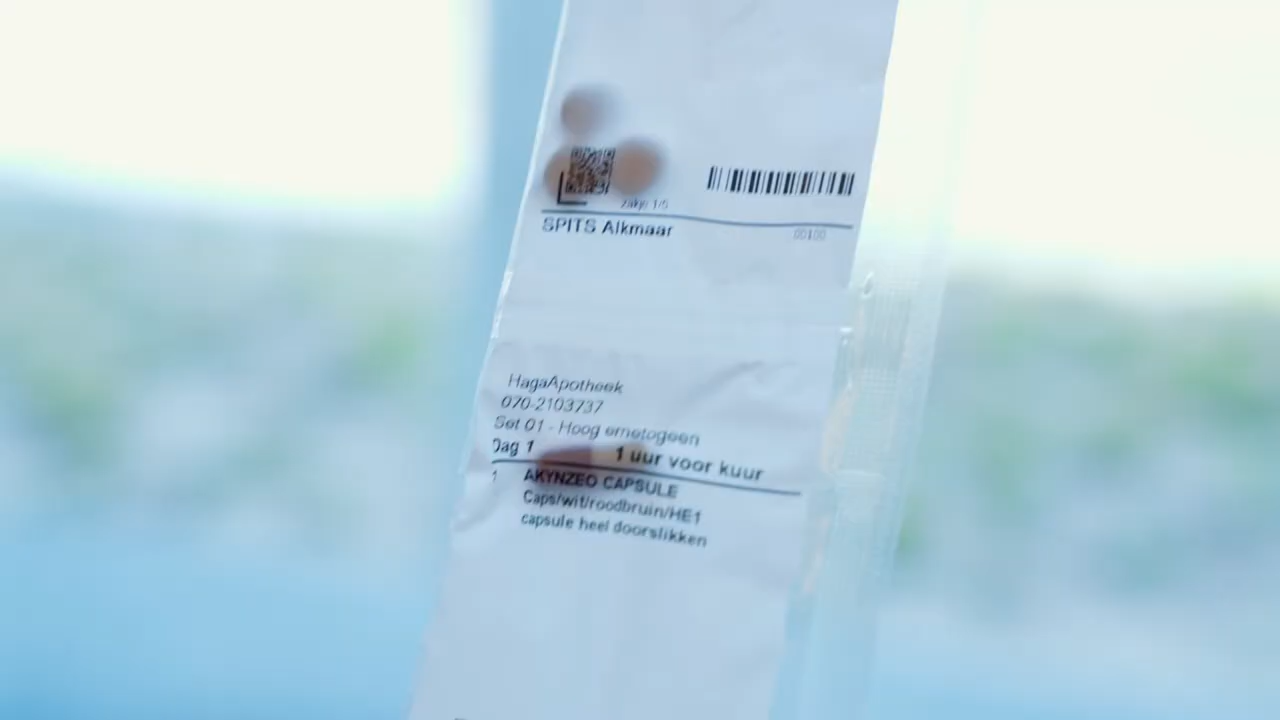 zakje 1/5
SPITS Alkmaar
00100
HagaApotheek
070-2103737
Set 01 - Hoog emetogeen
Dag 1 1 uur voor kuur
1 AKYNZEO CAPSULE
Caps/wit/roodbruin/HE1
capsule heel doorslikken